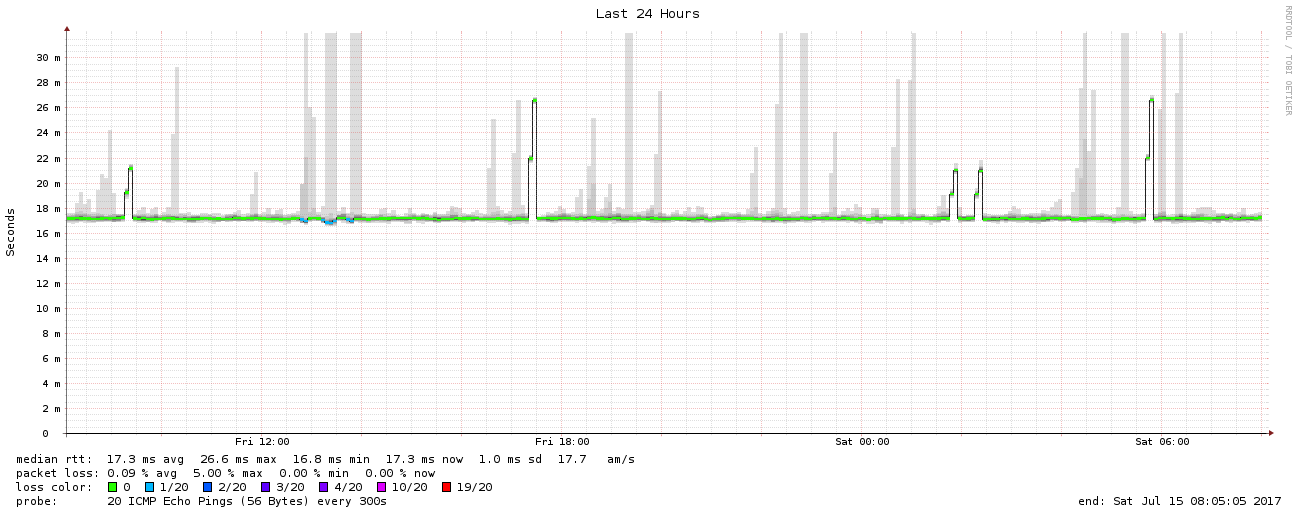 Last 24 Hours
RRDTOOL / TOBI OETIKER
Seconds
30 m
28 m
26 m
24 m
22 m
20 m
18 m
16 m
14 m
12 m
10 m
8 m
6 m
4 m
2 m
0
Fri 12:00 Fri 18:00 Sat 00:00 Sat 06:00
median rtt: 17.3 ms avg 26.6 ms max 16.8 ms min 17.3 ms now 1.0 ms sd 17.7 am/s
packet loss: 0.09 % avg 5.00 % max 0.00 % min 0.00 % now
loss color: 0 1/20 2/20 3/20 4/20 10/20 19/20
probe: 20 ICMP Echo Pings (56 Bytes) every 300s end: Sat Jul 15 08:05:05 2017